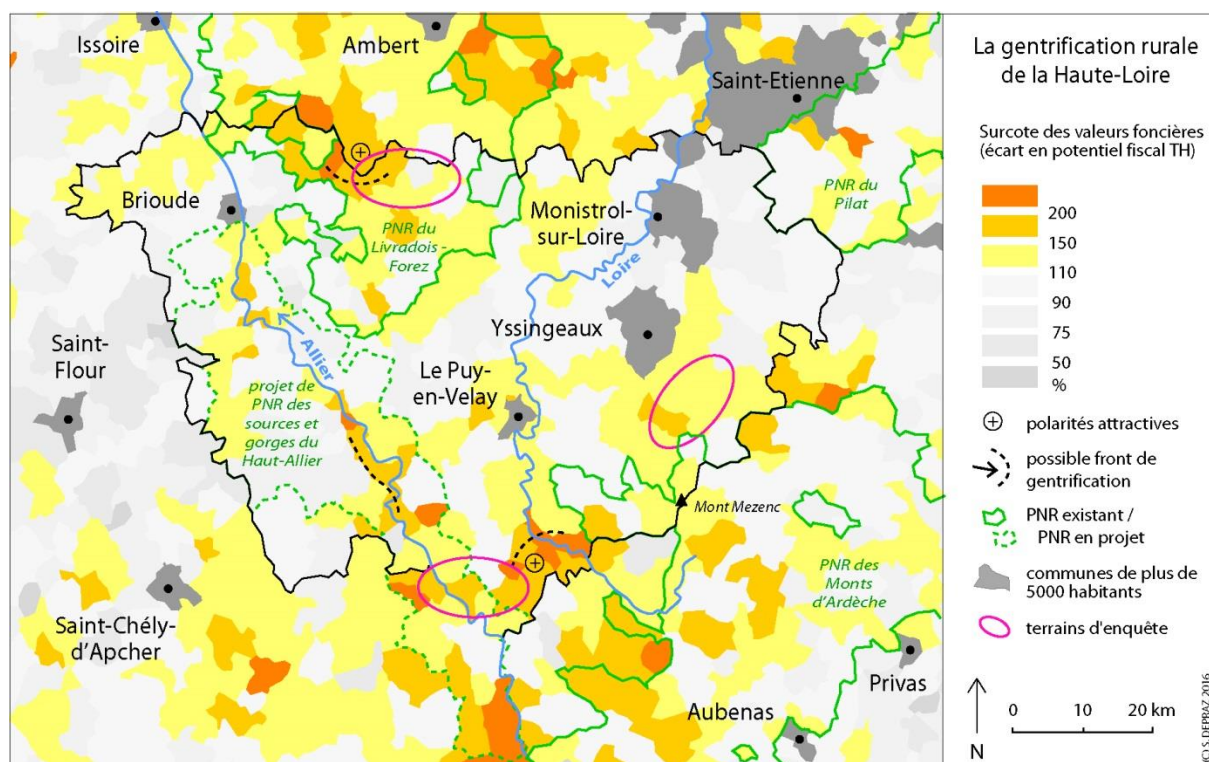 Issoire
Ambert
Saint-Etienne
Brioude
PNR du
Livradois -
Forez
Monistrol-
sur-Loire
PNR du
Pilat
Loire
Saint-
Flour
Allier
Yssingeaux
Le Puy-
en-Velay
projet de
PNR des
sources et
gorges du
Haut-Allier
Mont Mezenc
PNR des
Monts
d'Ardèche
Saint-Chély-
d'Apcher
Privas
Aubenas
La gentrification rurale
de la Haute-Loire
Surcote des valeurs foncières
(écart en potentiel fiscal TH)
200
150
110
90
75
50
%
polarités attractives
possible front de
gentrification
PNR existant /
PNR en projet
communes de plus de
5000 habitants
terrains d'enquête
0 10 20 km
N
(C) S. DEPRAZ 2016